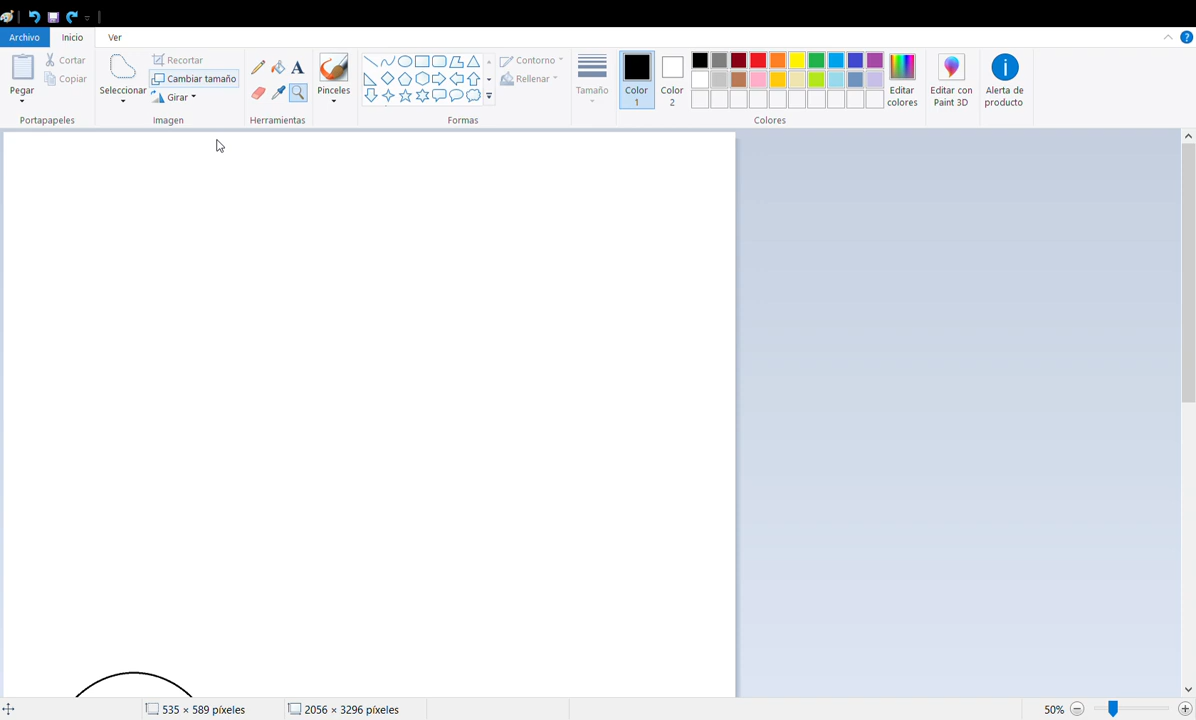 Archivo Inicio Ver
Pegar
Cortar
Copiar
Portapapeles
Seleccionar
Recortar
Cambiar tamaño
Girar
Imagen
A
Herramientas
Pinceles
Contorno
Rellenar
Formas
Tamaño
Color
1
Color
2
Editar
colores
Colores
Editar con
Paint 3D
Alerta de
producto
535 × 589 píxeles 2056 × 3296 píxeles 50%